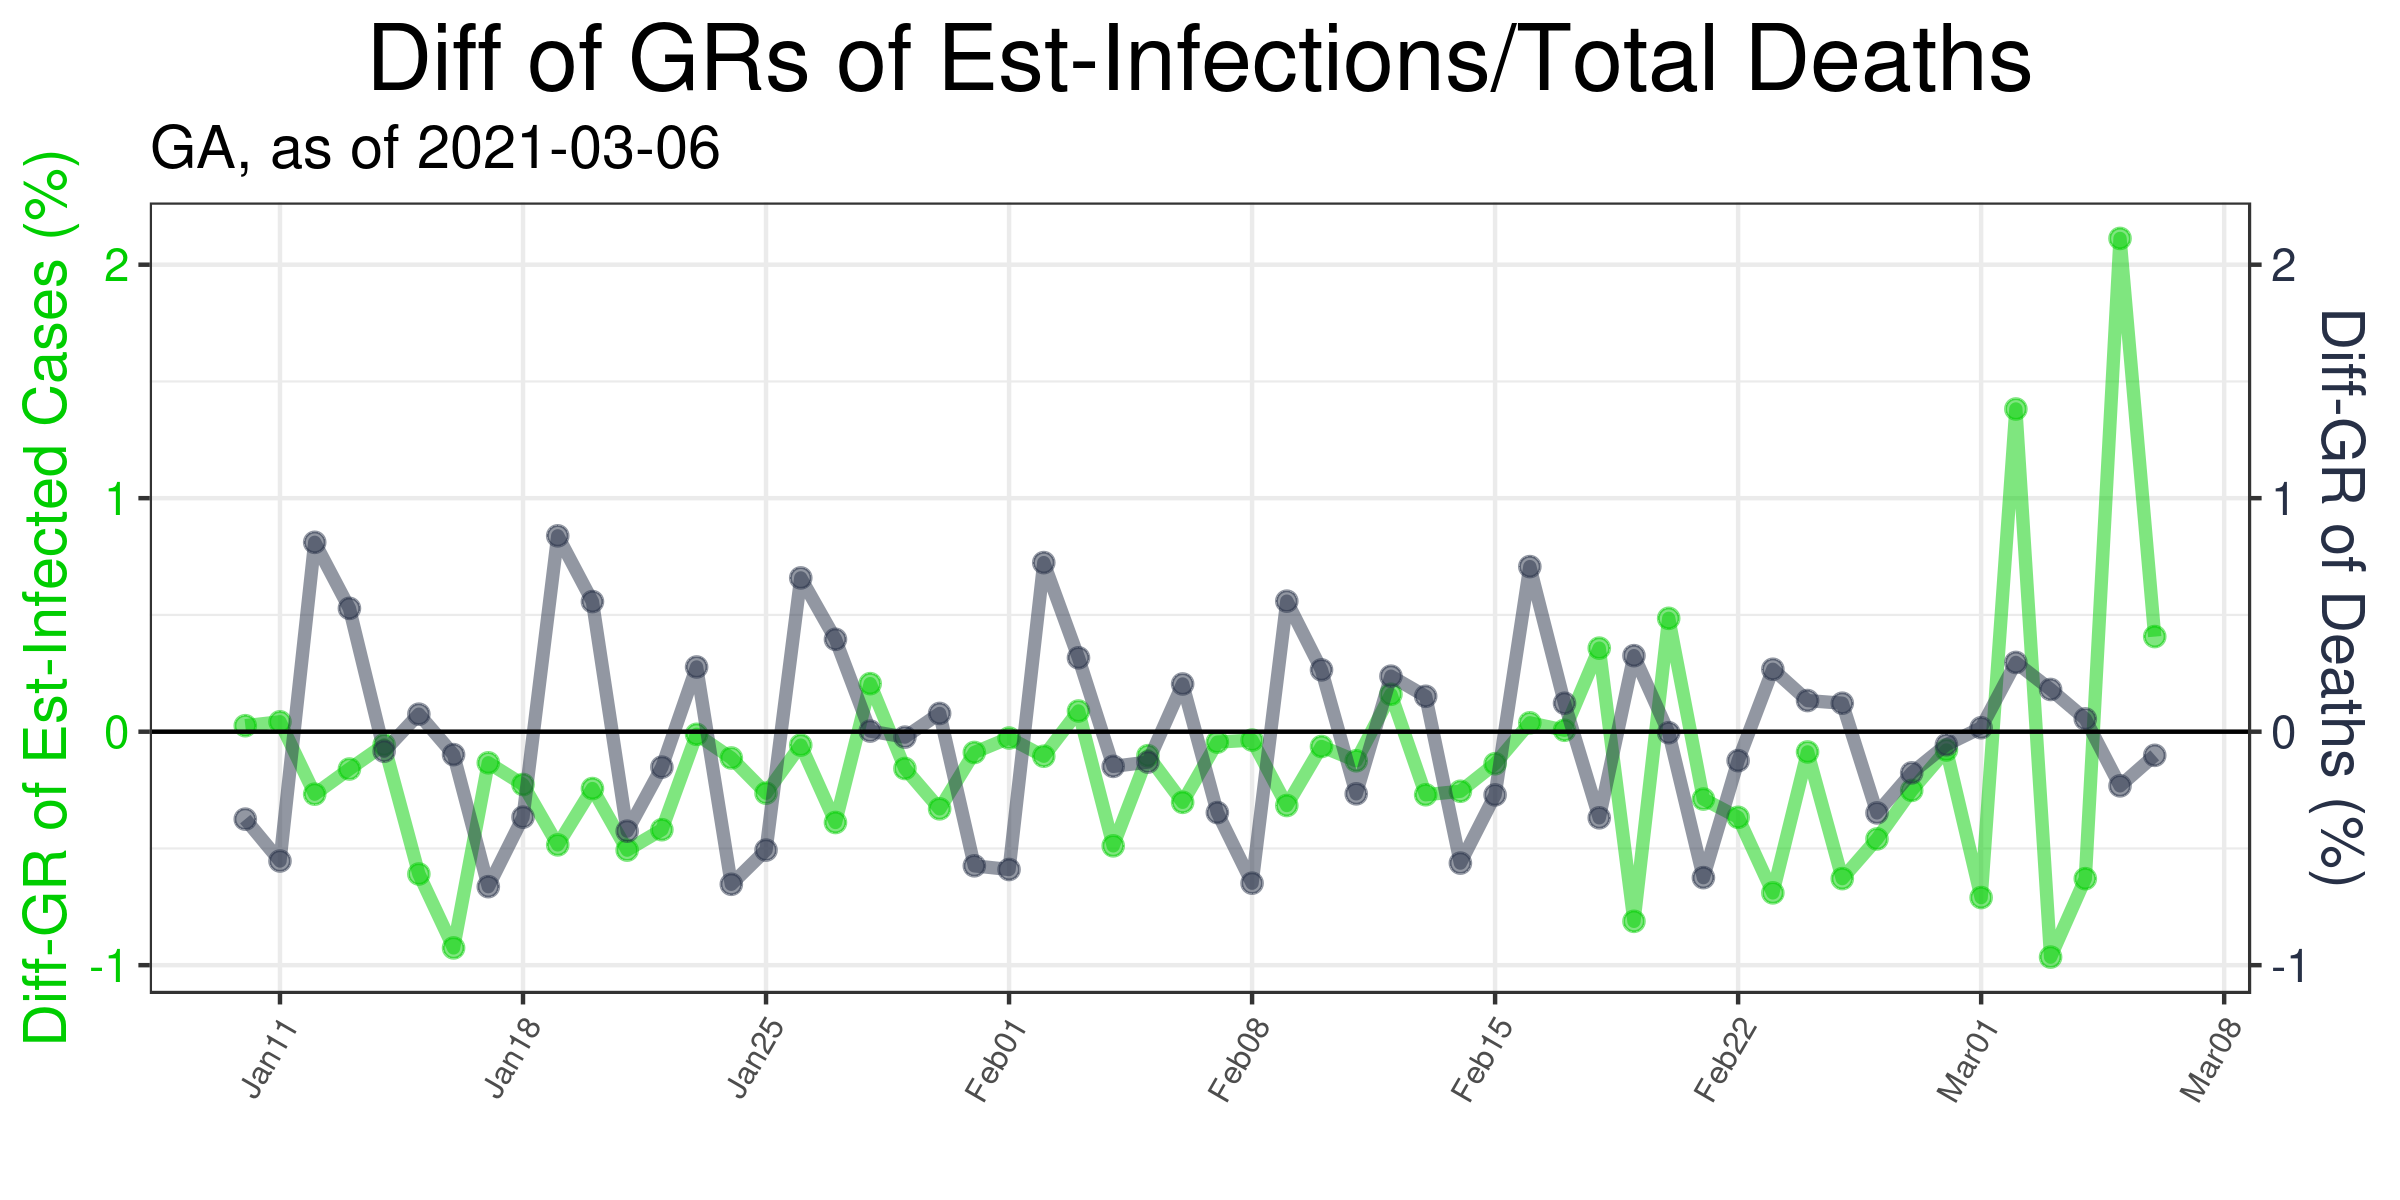 Diff of GRs of Est-Infections/Total Deaths
GA, as of 2021-03-06
Diff-GR of Est-Infected Cases (%)
2
1
0
-1
2
1
0
-1
Diff-GR of Deaths (%)
Jan11
Jan18
Jan25
Feb01
Feb08
Feb15
Feb22
Mar01
Mar08